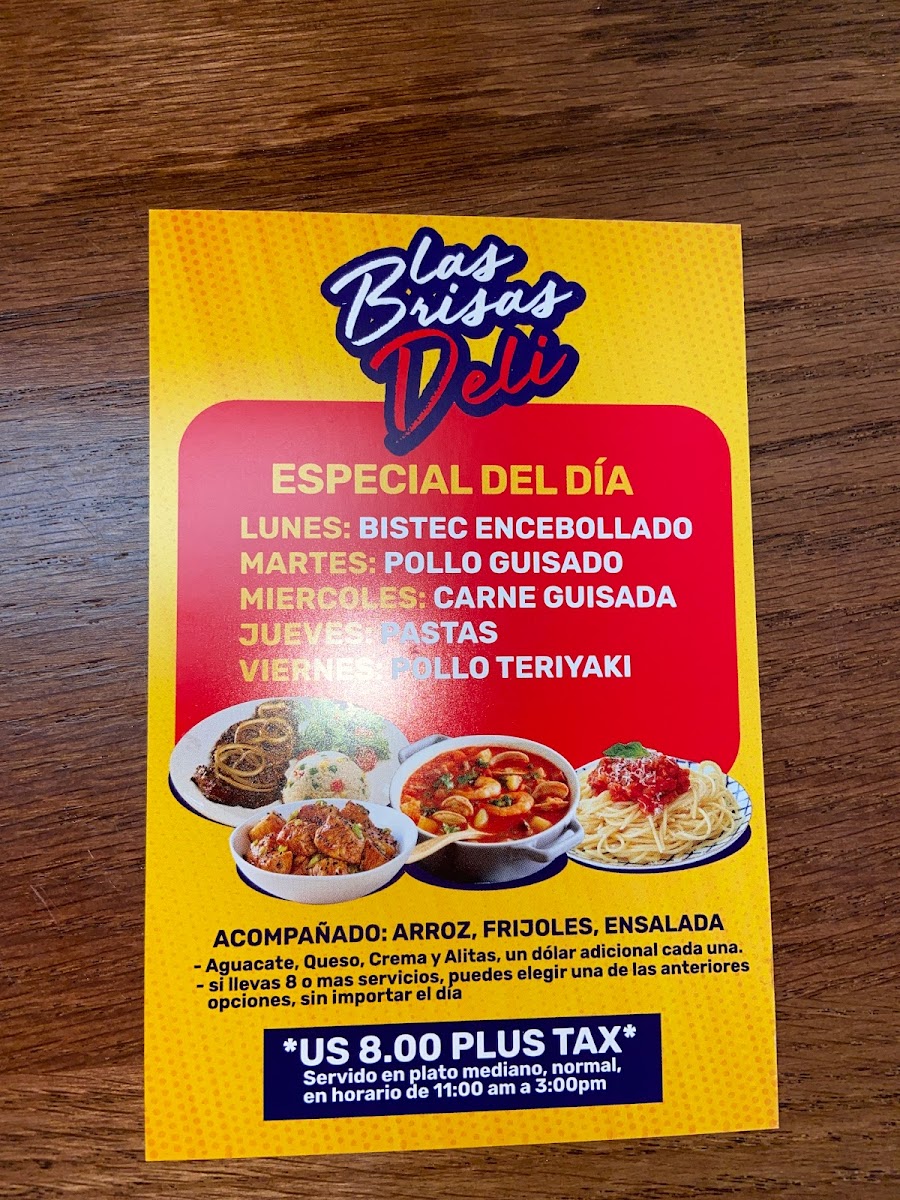 Las
Brisas
Deli
ESPECIAL DEL DÍA
LUNES: BISTEC ENCEBOLLADO
MARTES: POLLO GUISADO
MIERCOLES: CARNE GUISADA
JUEVES: PASTAS
VIERNES: POLLO TERIYAKI
ACOMPAÑADO: ARROZ, FRIJOLES, ENSALADA
- Aguacate, Queso, Crema y Alitas, un dólar adicional cada una.
- si llevas 8 o mas servicios, puedes elegir una de las anteriores
opciones, sin importar el día
*US 8.00 PLUS TAX*
Servido en plato mediano, normal,
en horario de 11:00 am a 3:00pm